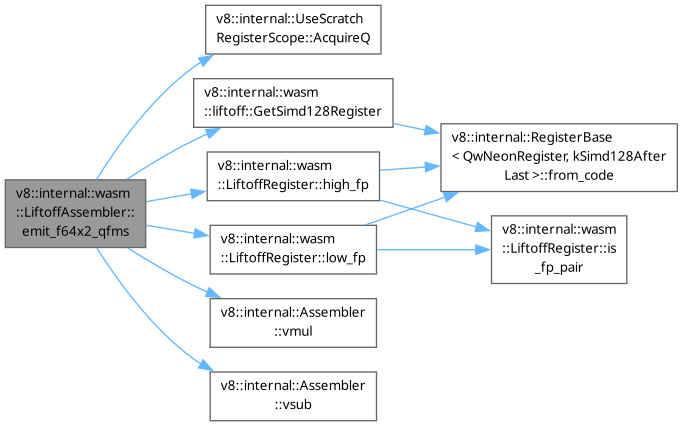 v8::internal::UseScratch
RegisterScope::AcquireQ
v8::internal::wasm
::liftoff::GetSimd128Register
v8::internal::RegisterBase
< QwNeonRegister, kSimd128After
Last >::from_code
v8::internal::wasm
::LiftoffRegister::high_fp
v8::internal::wasm
::LiftoffAssembler::
emit_f64x2_qfms
v8::internal::wasm
::LiftoffRegister::low_fp
v8::internal::wasm
::LiftoffRegister::is
_fp_pair
v8::internal::Assembler
::vmul
v8::internal::Assembler
::vsub